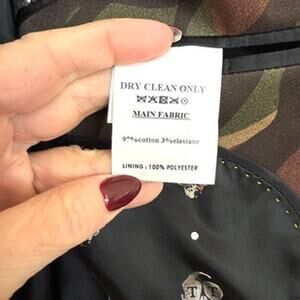 DRY CLEAN ONLY
MAIN FABRIC
97%cotton 3%elastane
LINING : 100% POLYESTER
T T